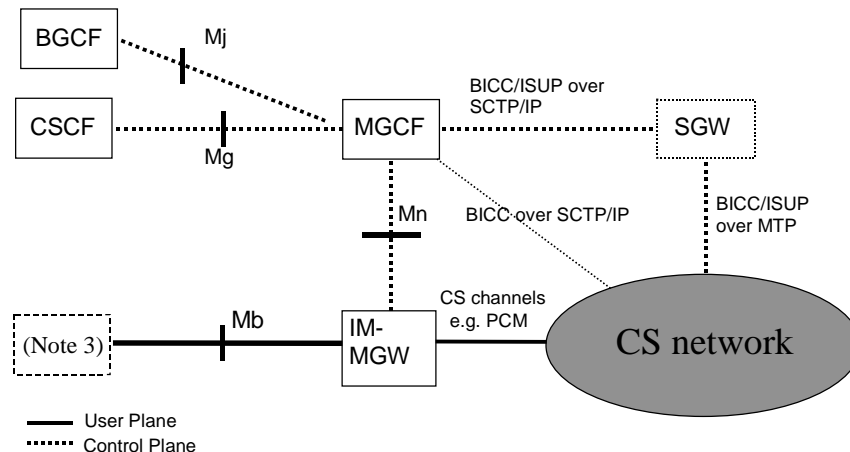 BGCF
Mj
BICC/ISUP over
SCTP/IP
CSCF
Mg
MGCF
SGW
Mn
BICC over SCTP/IP
BICC/ISUP
over MTP
(Note 3)
Mb
IM-
MGW
CS channels
e.g. PCM
CS network
User Plane
Control Plane